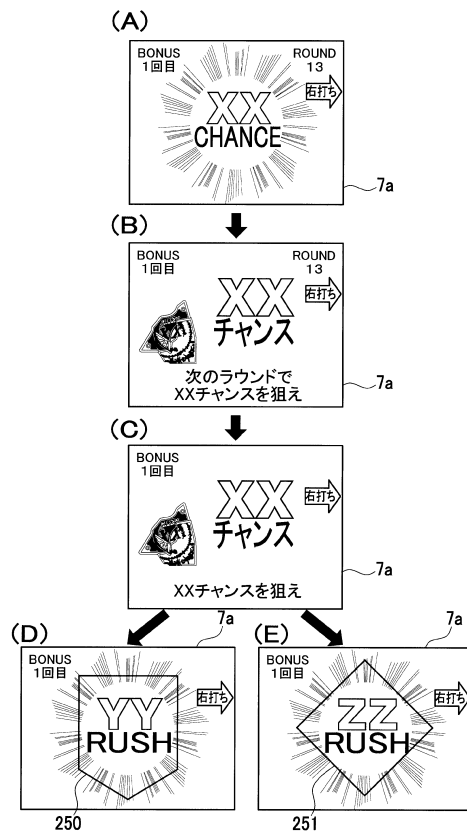 (A)
BONUS
1回目
ROUND
13
右打ち
XX
CHANCE
7a
(B)
BONUS
1回目
ROUND
13
右打ち
XX
チャンス
次のラウンドで
XXチャンスを狙え
7a
(C)
BONUS
1回目
右打ち
XX
チャンス
XXチャンスを狙え
7a
(D)
7a
BONUS
1回目
右打ち
YY
RUSH
250
(E)
7a
BONUS
1回目
右打ち
ZZ
RUSH
251